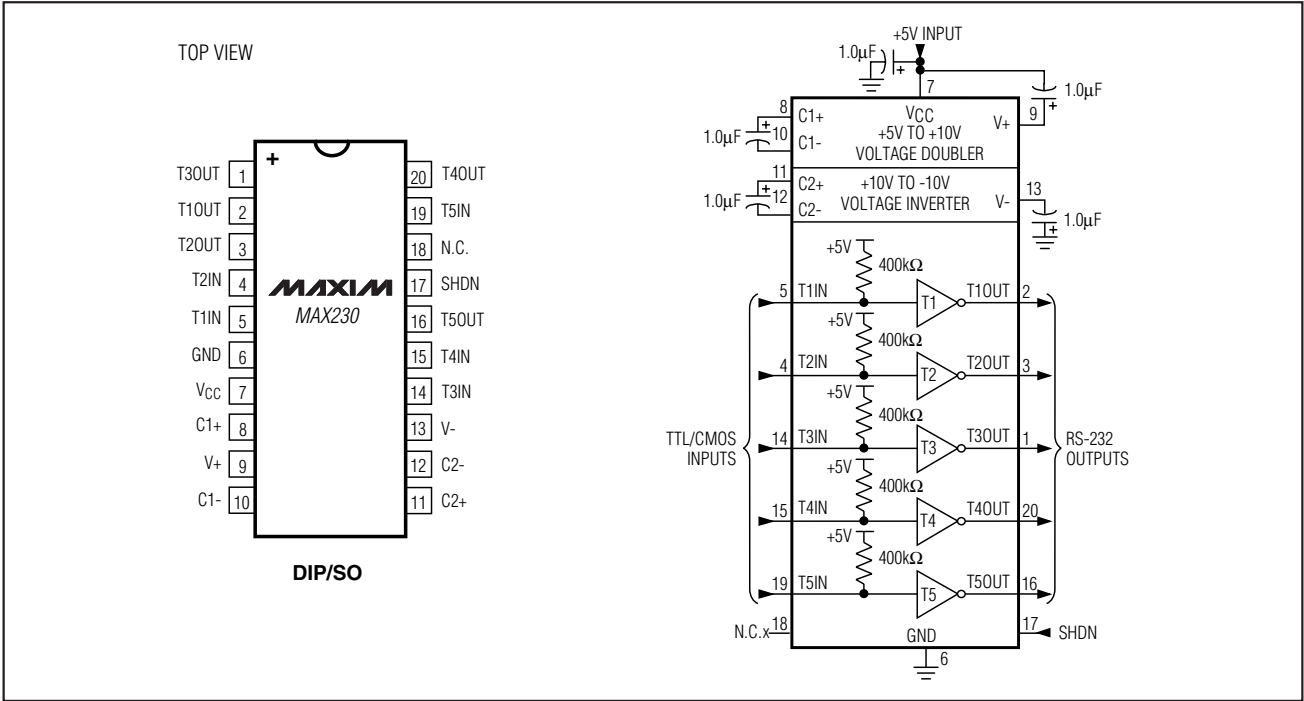 TOP VIEW
+
T3OUT 1
T1OUT 2
T2OUT 3
T2IN 4
T1IN 5
GND 6
VCC 7
C1+ 8
V+ 9
C1- 10
20 T4OUT
19 T5IN
18 N.C.
17 SHDN
16 T5OUT
15 T4IN
14 T3IN
13 V-
12 C2-
11 C2+
MAXIM
MAX230
DIP/SO
+5V INPUT
1.0μF
+
7
1.0μF
+
8 C1+
1.0μF
+
10 C1-
VCC
+5V TO +10V
VOLTAGE DOUBLER
V+ 9
11 C2+
1.0μF
+
12 C2-
+10V TO -10V
VOLTAGE INVERTER
V- 13
1.0μF
+
TTL/CMOS
INPUTS
+5V
400kΩ
5 T1IN T1 T1OUT 2
+5V
400kΩ
4 T2IN T2 T2OUT 3
+5V
400kΩ
14 T3IN T3 T3OUT 1
+5V
400kΩ
15 T4IN T4 T4OUT 20
+5V
400kΩ
19 T5IN T5 T5OUT 16
RS-232
OUTPUTS
N.C.x 18
17 SHDN
GND
6